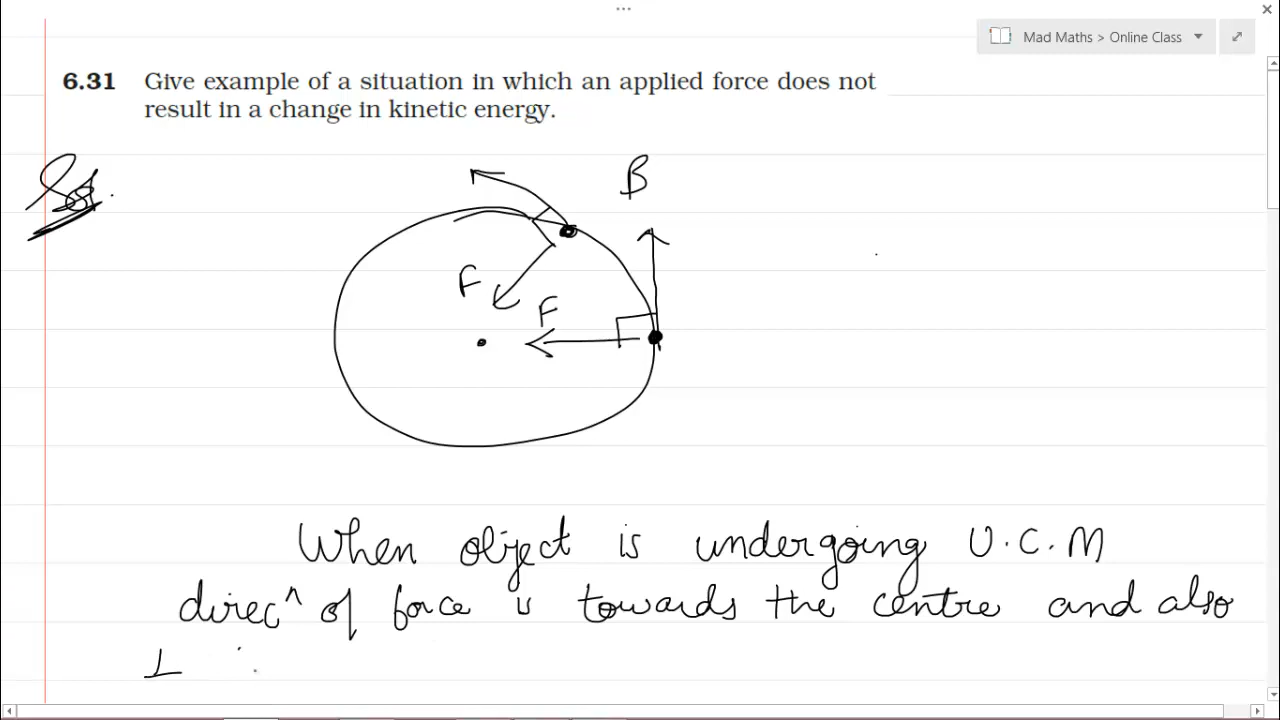 Mad Maths > Online Class
6.31 Give example of a situation in which an applied force does not
result in a change in kinetic energy.
Sol.
B
F
F
When object is undergoing U.C.M
direcⁿ of force is towards the centre and also
⊥